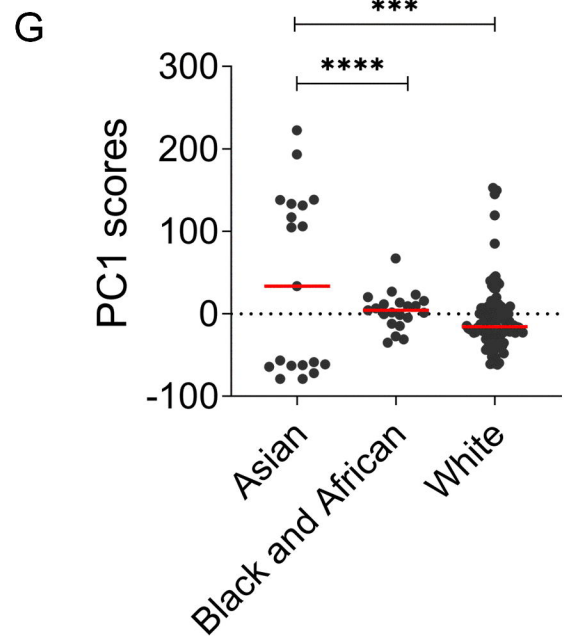 G
***
****
300
200
100
0
-100
PC1 scores
Asian
Black and African
White